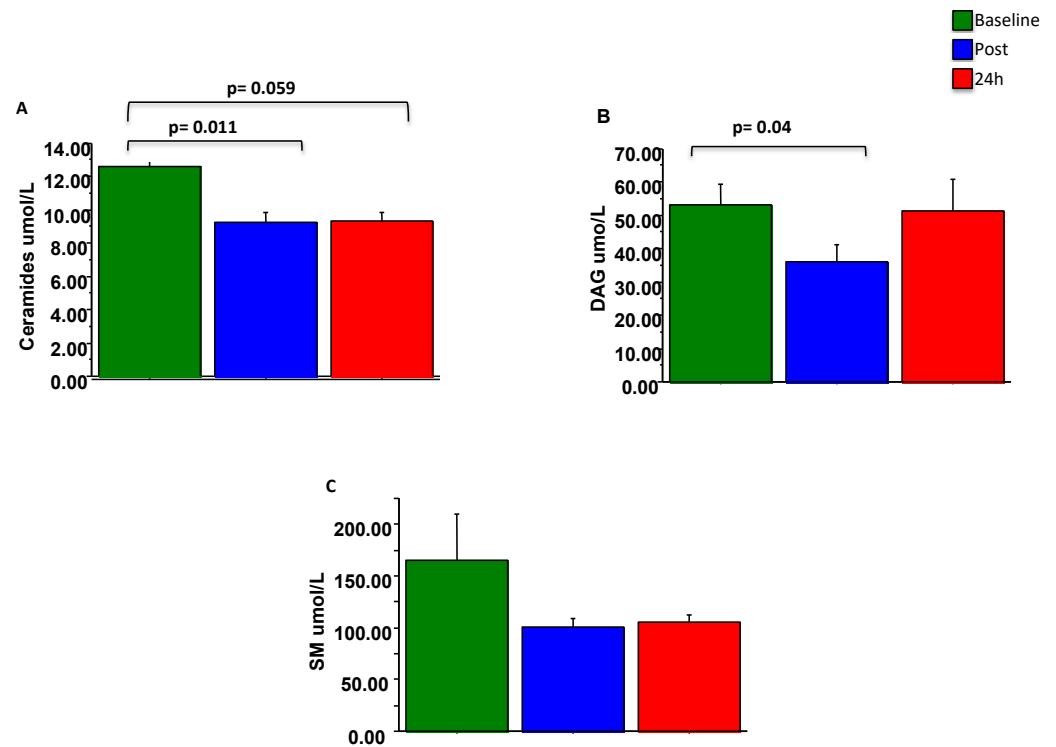 Baseline
Post
24h
A
p= 0.059
p= 0.011
14.00
12.00
10.00
8.00
6.00
4.00
2.00
0.00
Ceramides umol/L
B
p= 0.04
70.00
60.00
50.00
40.00
30.00
20.00
10.00
0.00
DAG umo/L
C
200.00
150.00
100.00
50.00
0.00
SM umol/L